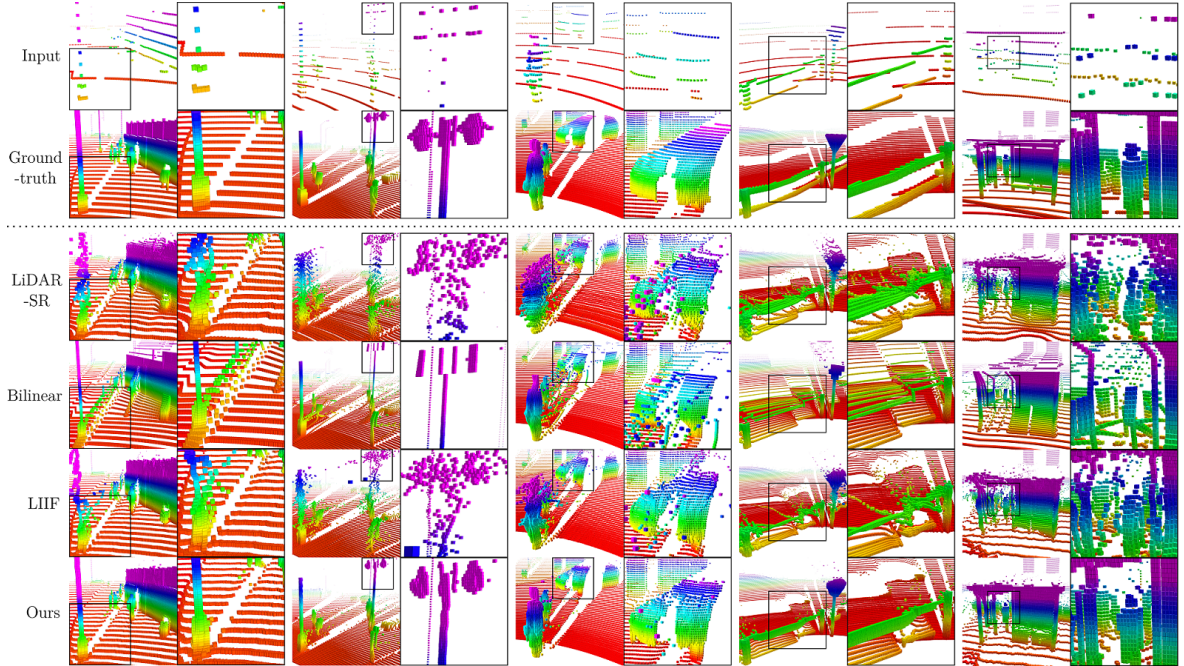 Input
Ground
-truth
LiDAR
-SR
Bilinear
LIIF
Ours